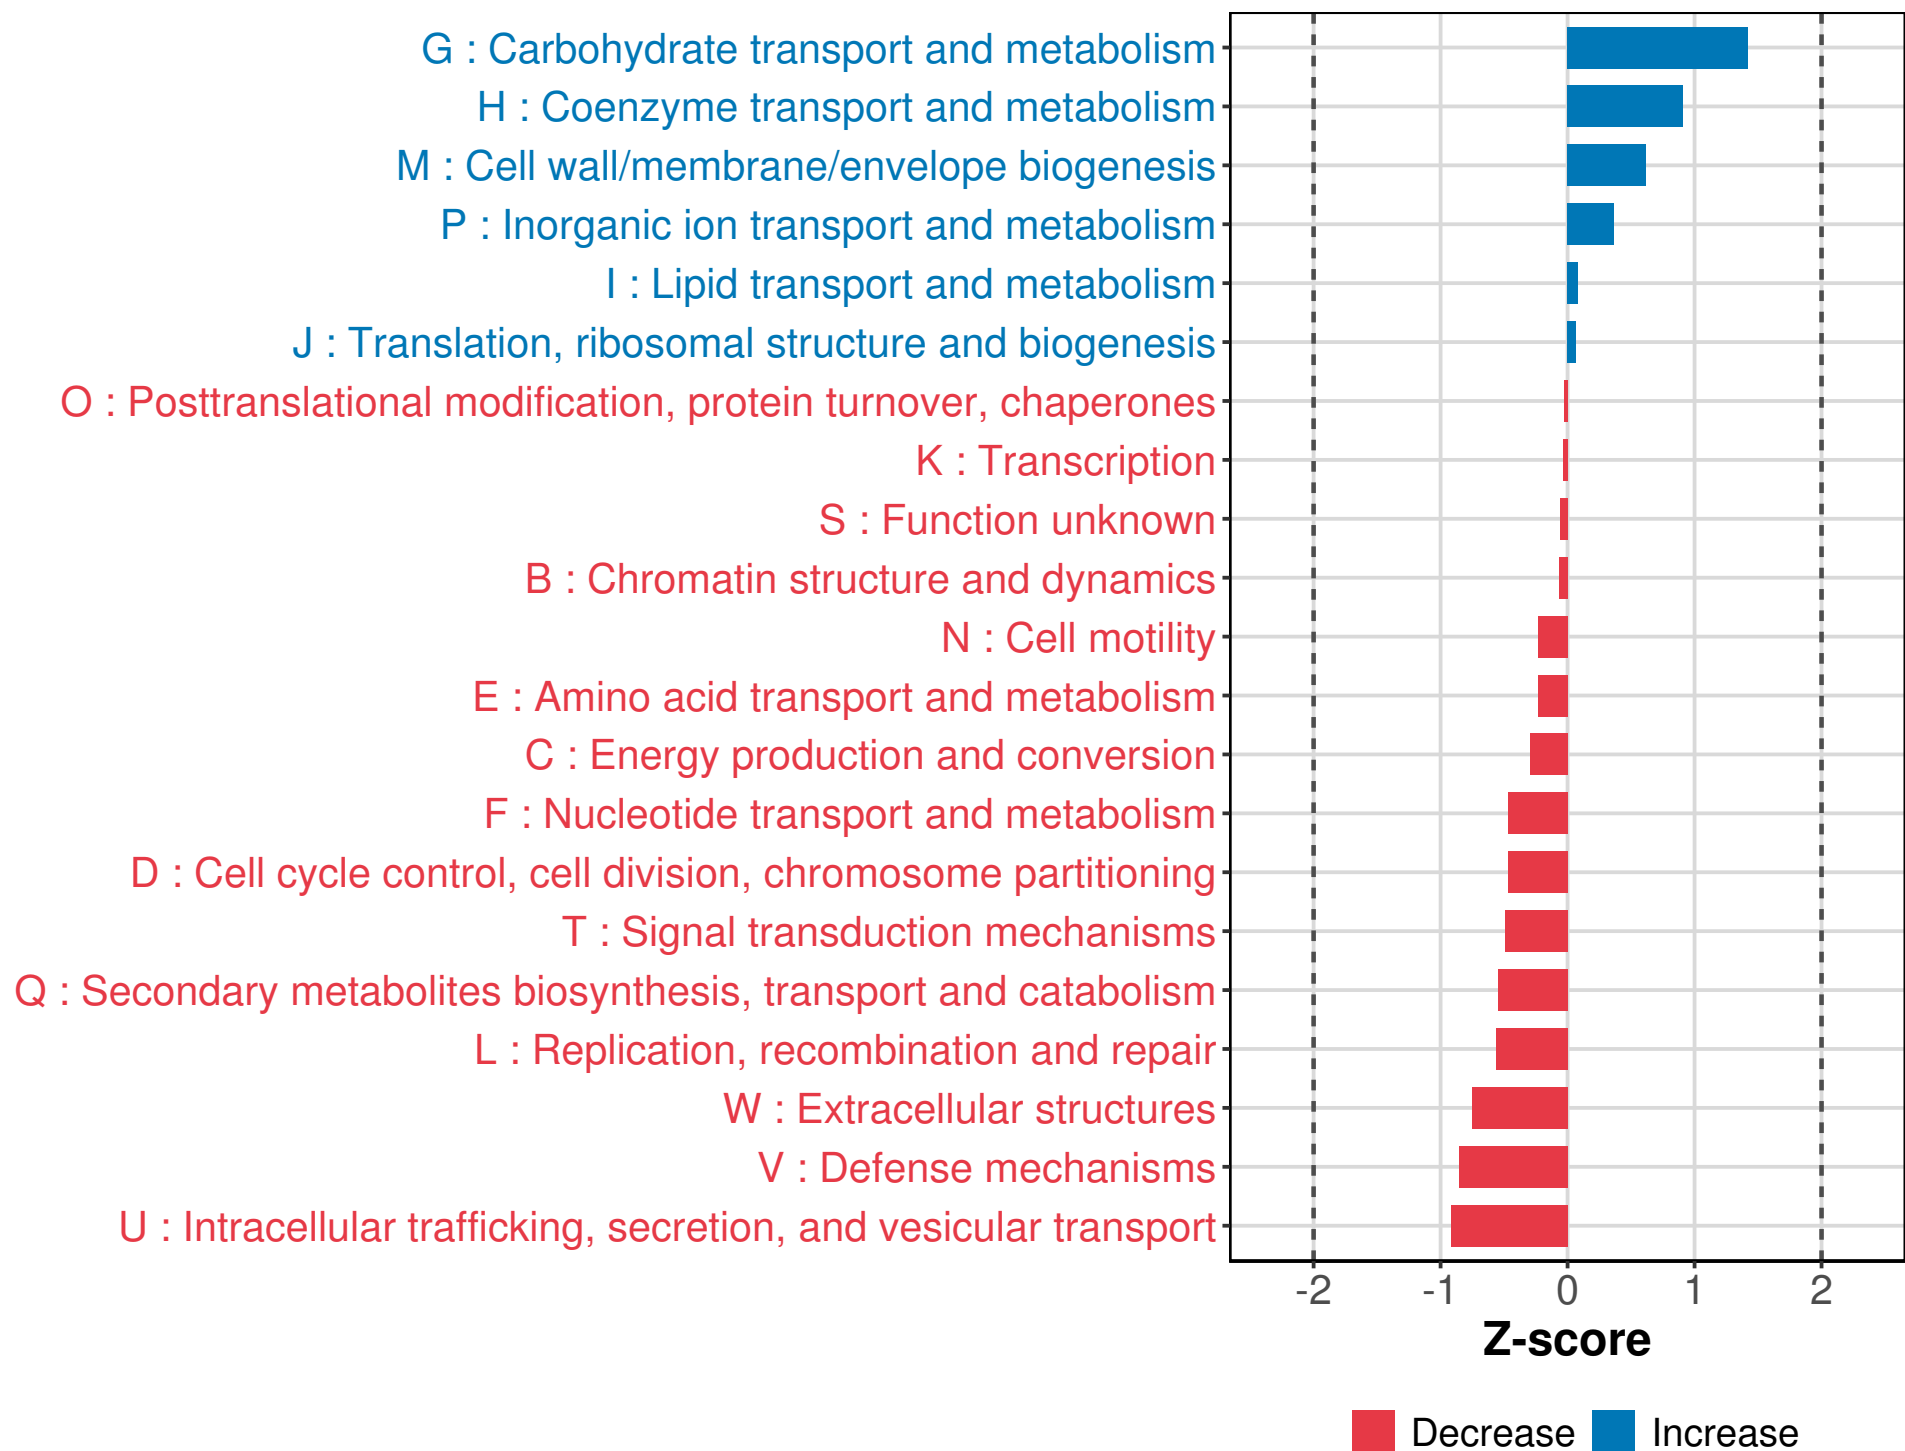 G : Carbohydrate transport and metabolism
H : Coenzyme transport and metabolism
M : Cell wall/membrane/envelope biogenesis
P : Inorganic ion transport and metabolism
I : Lipid transport and metabolism
J : Translation, ribosomal structure and biogenesis
O : Posttranslational modification, protein turnover, chaperones
K : Transcription
S : Function unknown
B : Chromatin structure and dynamics
N : Cell motility
E : Amino acid transport and metabolism
C : Energy production and conversion
F : Nucleotide transport and metabolism
D : Cell cycle control, cell division, chromosome partitioning
T : Signal transduction mechanisms
Q : Secondary metabolites biosynthesis, transport and catabolism
L : Replication, recombination and repair
W : Extracellular structures
V : Defense mechanisms
U : Intracellular trafficking, secretion, and vesicular transport
-2 -1 0 1 2
Z-score
Decrease Increase